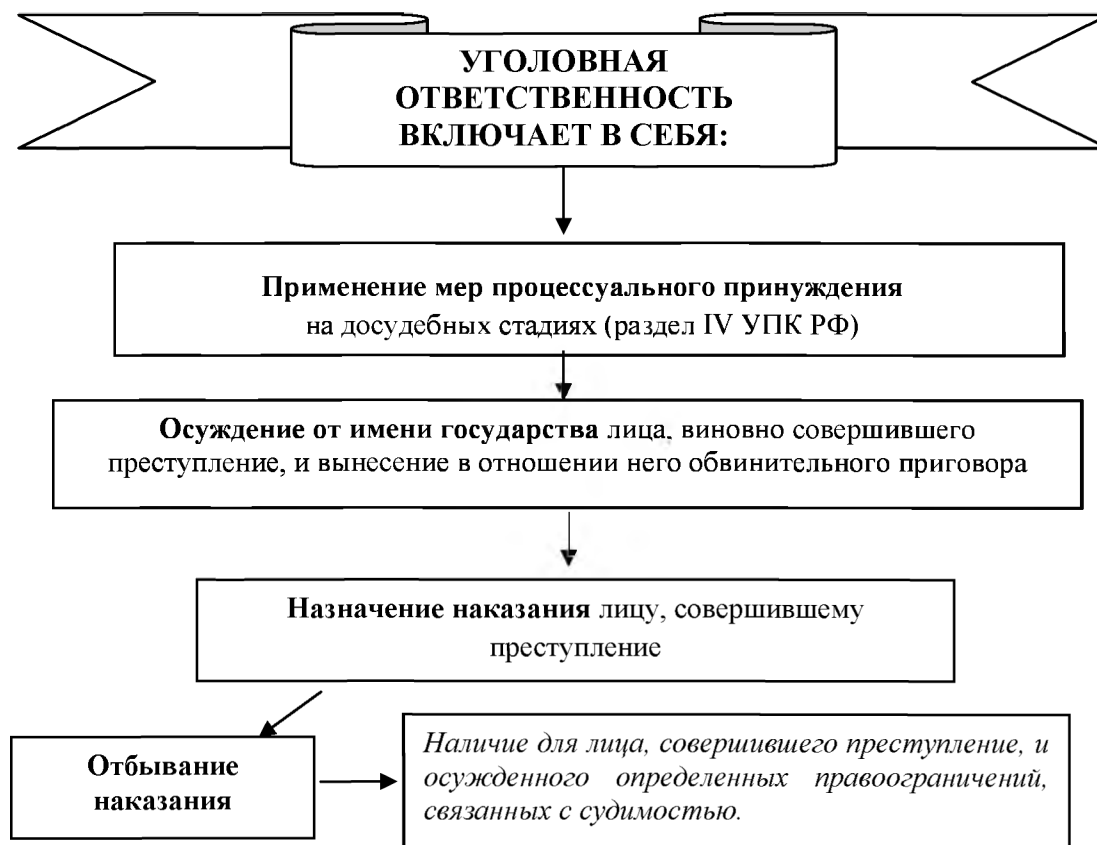 УГОЛОВНАЯ
ОТВЕТСТВЕННОСТЬ
ВКЛЮЧАЕТ В СЕБЯ:
Применение мер процессуального принуждения
на досудебных стадиях (раздел IV УПК РФ)
Осуждение от имени государства лица, виновно совершившего
преступление, и вынесение в отношении него обвинительного приговора
Назначение наказания лицу, совершившему
преступление
Отбывание
наказания
Наличие для лица, совершившего преступление, и
осужденного определенных правоограничений,
связанных с судимостью.